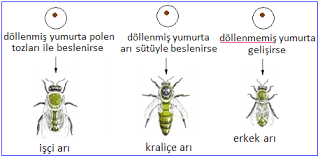 döllenmiş yumurta polen
tozları ile beslenirse
döllenmiş yumurta
arı sütüyle beslenirse
döllenmemiş yumurta
gelişirse
işçi arı
kraliçe arı
erkek arı